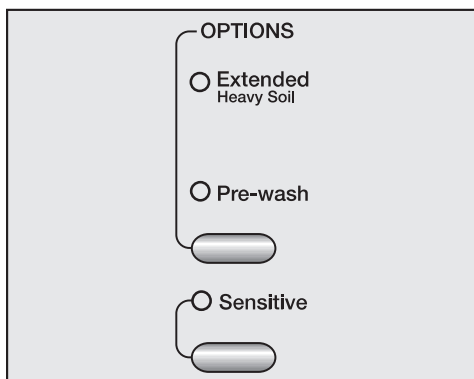 OPTIONS
Extended
Heavy Soil
Pre-wash
Sensitive